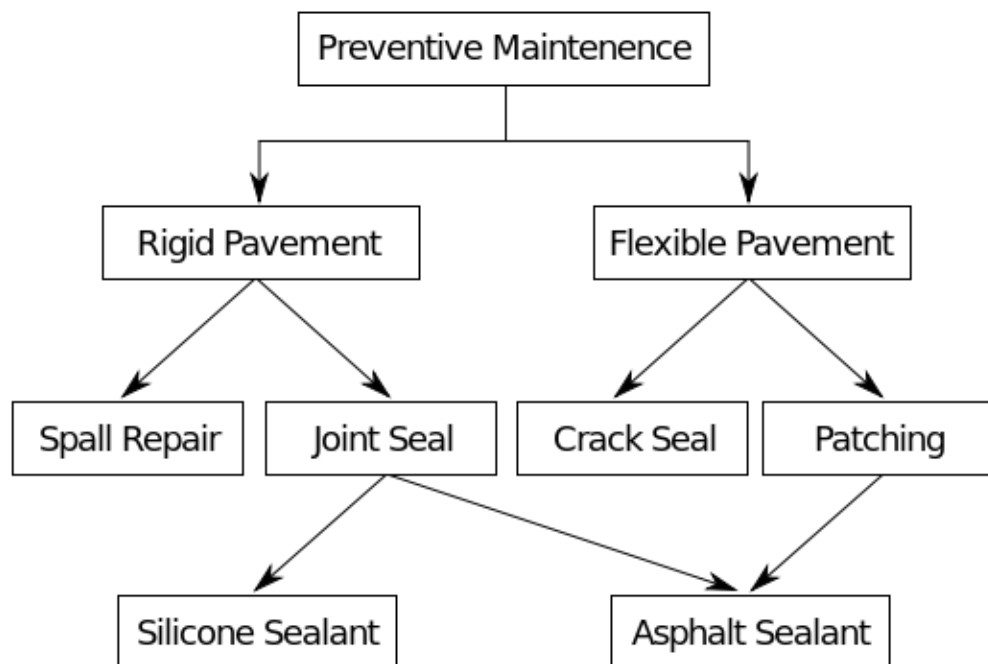 Preventive Maintenence
Rigid Pavement
Flexible Pavement
Spall Repair
Joint Seal
Crack Seal
Patching
Silicone Sealant
Asphalt Sealant